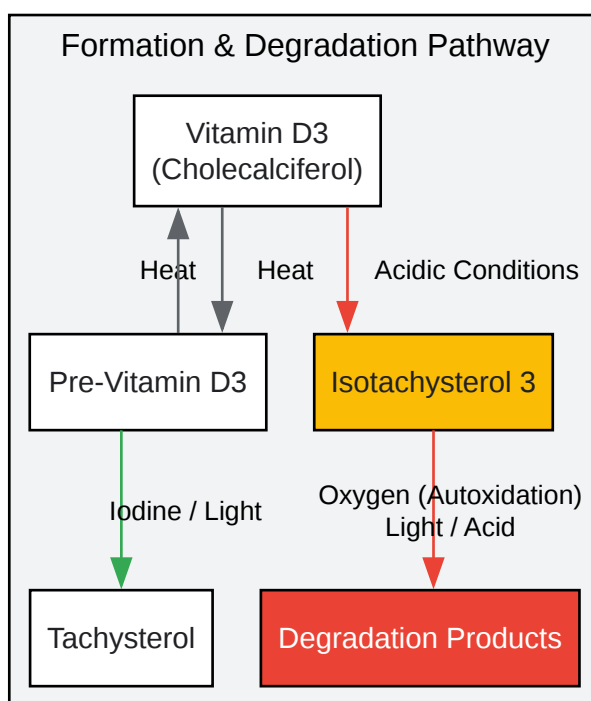 Formation & Degradation Pathway
Vitamin D3
(Cholecalciferol)
Heat
Heat
Acidic Conditions
Pre-Vitamin D3
Isotachysterol 3
Iodine / Light
Oxygen (Autoxidation)
Light / Acid
Tachysterol
Degradation Products